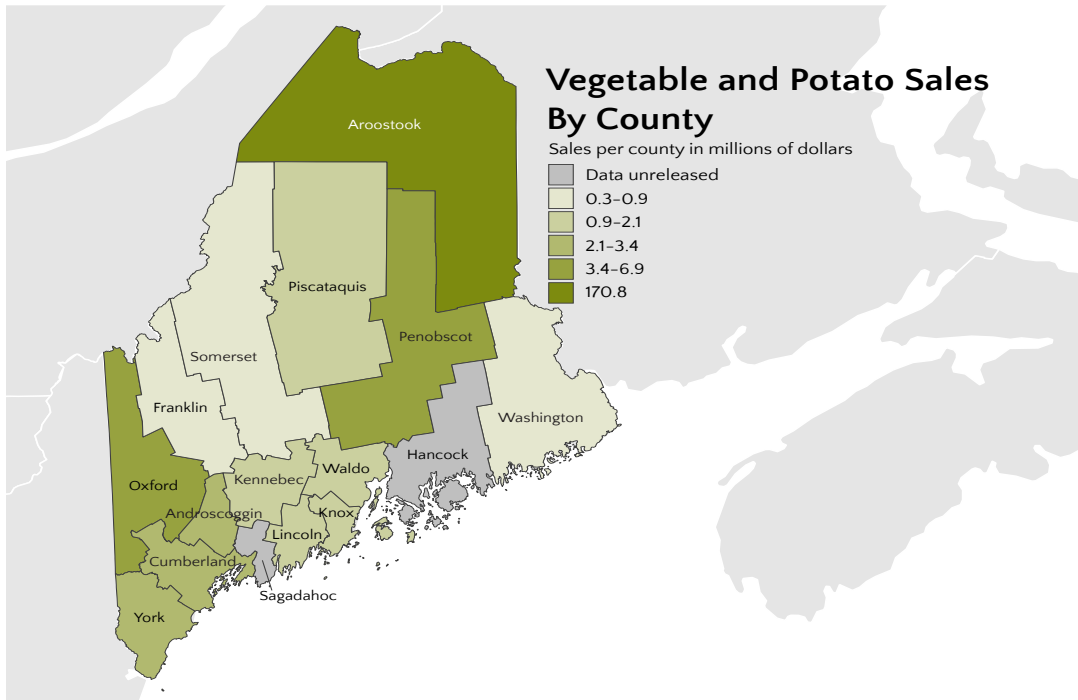 Vegetable and Potato Sales
By County
Sales per county in millions of dollars
Data unreleased
0.3–0.9
0.9–2.1
2.1–3.4
3.4–6.9
170.8
Aroostook
Piscataquis
Penobscot
Somerset
Franklin
Washington
Hancock
Waldo
Kennebec
Oxford
Androscoggin
Knox
Lincoln
Cumberland
Sagadahoc
York